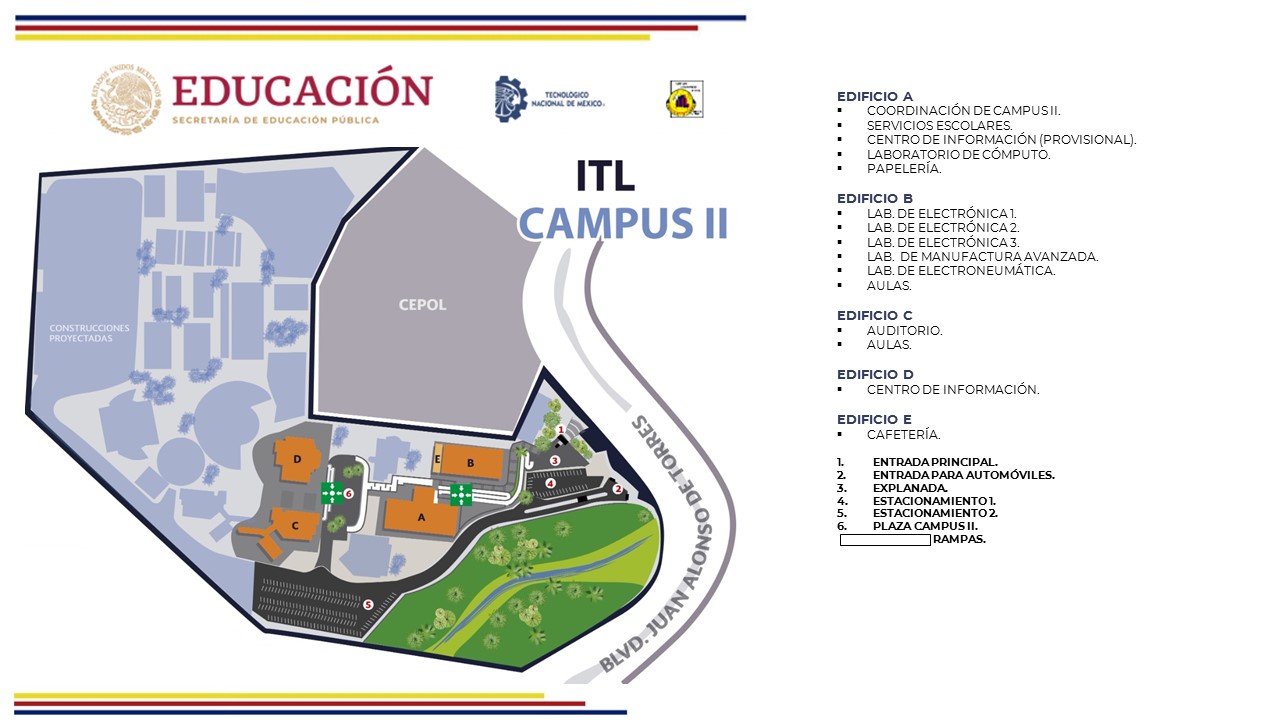 EDUCACIÓN
SECRETARÍA DE EDUCACIÓN PÚBLICA
ESTADOS UNIDOS MEXICANOS
TECNOLÓGICO
NACIONAL DE MÉXICO
ITL
CAMPUS II
CEPOL
CONSTRUCCIONES
PROYECTADAS
BLVD. JUAN ALONSO DE TORRES
1
D
E
B
3
4
2
6
C
A
5
EDIFICIO A
▪ COORDINACIÓN DE CAMPUS II.
▪ SERVICIOS ESCOLARES.
▪ CENTRO DE INFORMACIÓN (PROVISIONAL).
▪ LABORATORIO DE CÓMPUTO.
▪ PAPELERÍA.
EDIFICIO B
▪ LAB. DE ELECTRÓNICA 1.
▪ LAB. DE ELECTRÓNICA 2.
▪ LAB. DE ELECTRÓNICA 3.
▪ LAB. DE MANUFACTURA AVANZADA.
▪ LAB. DE ELECTRONEUMÁTICA.
▪ AULAS.
EDIFICIO C
▪ AUDITORIO.
▪ AULAS.
EDIFICIO D
▪ CENTRO DE INFORMACIÓN.
EDIFICIO E
▪ CAFETERÍA.
1. ENTRADA PRINCIPAL.
2. ENTRADA PARA AUTOMÓVILES.
3. EXPLANADA.
4. ESTACIONAMIENTO 1.
5. ESTACIONAMIENTO 2.
6. PLAZA CAMPUS II.
RAMPAS.